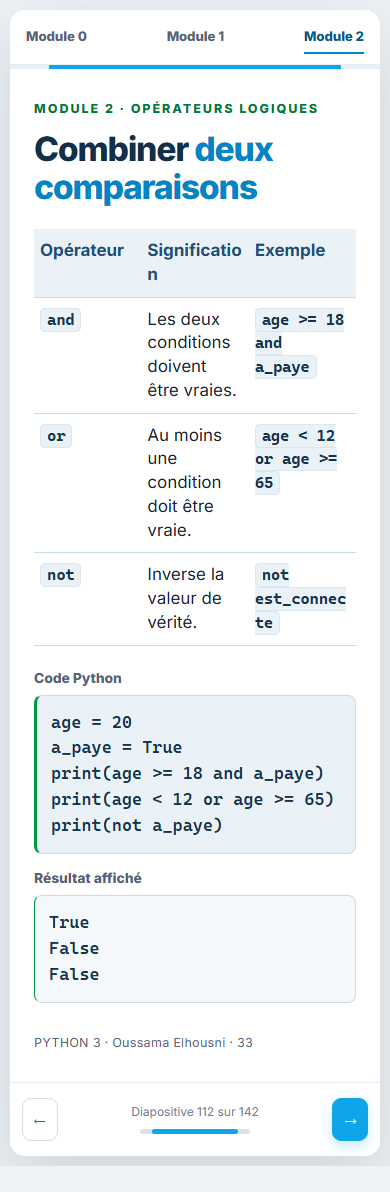 Module 0 Module 1 Module 2
MODULE 2 · OPÉRATEURS LOGIQUES
Combiner deux
comparaisons
Opérateur Significatio Exemple
n
and Les deux age >= 18
conditions and
doivent a_paye
être vraies.
or Au moins age < 12
une or age >=
condition 65
doit être
vraie.
not Inverse la not
valeur de est_connec
vérité. te
Code Python
age = 20
a_paye = True
print(age >= 18 and a_paye)
print(age < 12 or age >= 65)
print(not a_paye)
Résultat affiché
True
False
False
PYTHON 3 · Oussama Elhousni · 33
← Diapositive 112 sur 142 →